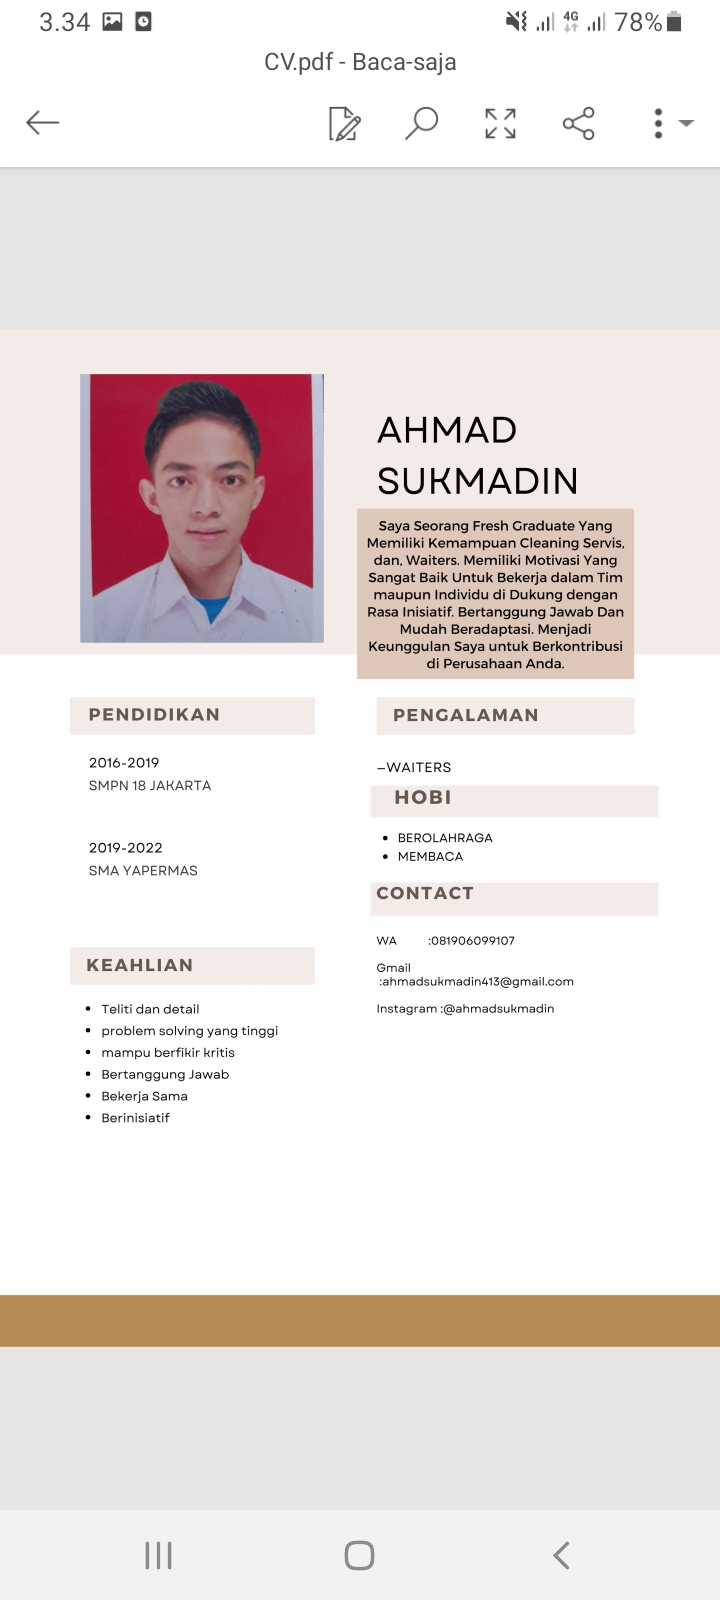 3.34
4G
78%
CV.pdf - Baca-saja
AHMAD
SUKMADIN
Saya Seorang Fresh Graduate Yang
Memiliki Kemampuan Cleaning Servis,
dan, Waiters. Memiliki Motivasi Yang
Sangat Baik Untuk Bekerja dalam Tim
maupun Individu di Dukung dengan
Rasa Inisiatif. Bertanggung Jawab Dan
Mudah Beradaptasi. Menjadi
Keunggulan Saya untuk Berkontribusi
di Perusahaan Anda.
PENDIDIKAN
2016-2019
SMPN 18 JAKARTA
2019-2022
SMA YAPERMAS
KEAHLIAN
• Teliti dan detail
• problem solving yang tinggi
• mampu berfikir kritis
• Bertanggung Jawab
• Bekerja Sama
• Berinisiatif
PENGALAMAN
–WAITERS
HOBI
• BEROLAHRAGA
• MEMBACA
CONTACT
WA :081906099107
Gmail
:ahmadsukmadin413@gmail.com
Instagram :@ahmadsukmadin